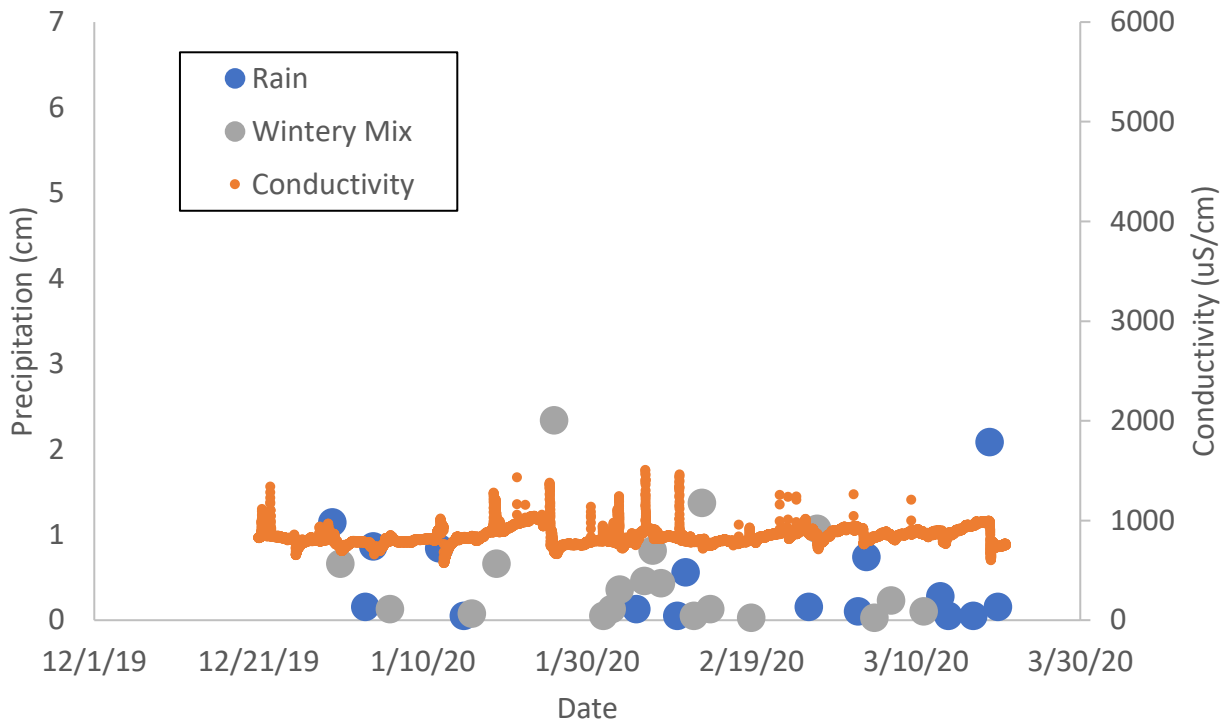 7
6
5
4
3
2
1
0
Precipitation (cm)
Rain
Wintery Mix
Conductivity
6000
5000
4000
3000
2000
1000
0
Conductivity (uS/cm)
12/1/19 12/21/19 1/10/20 1/30/20 2/19/20 3/10/20 3/30/20
Date